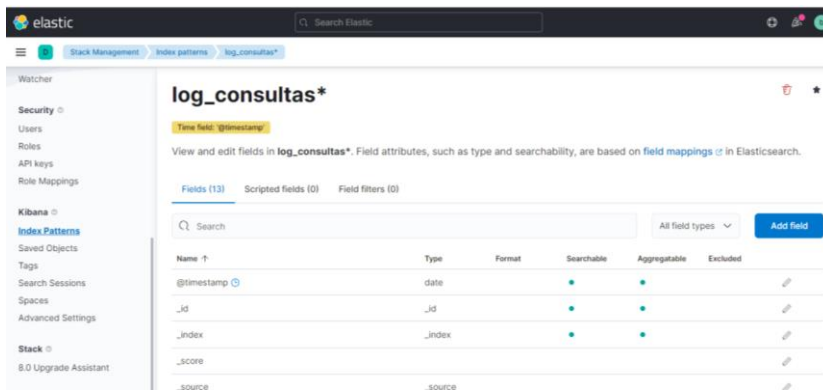 elastic
Search Elastic
D
Stack Management
Index patterns
log_consultas*
Watcher
Security
Users
Roles
API keys
Role Mappings
Kibana
Index Patterns
Saved Objects
Tags
Search Sessions
Spaces
Advanced Settings
Stack
8.0 Upgrade Assistant
log_consultas*
Time field: '@timestamp'
View and edit fields in log_consultas*. Field attributes, such as type and searchability, are based on field mappings in Elasticsearch.
Fields (13) Scripted fields (0) Field filters (0)
Search
All field types
Add field
Name Type Format Searchable Aggregatable Excluded
@timestamp date
_id _id
_index _index
_score
_source _source